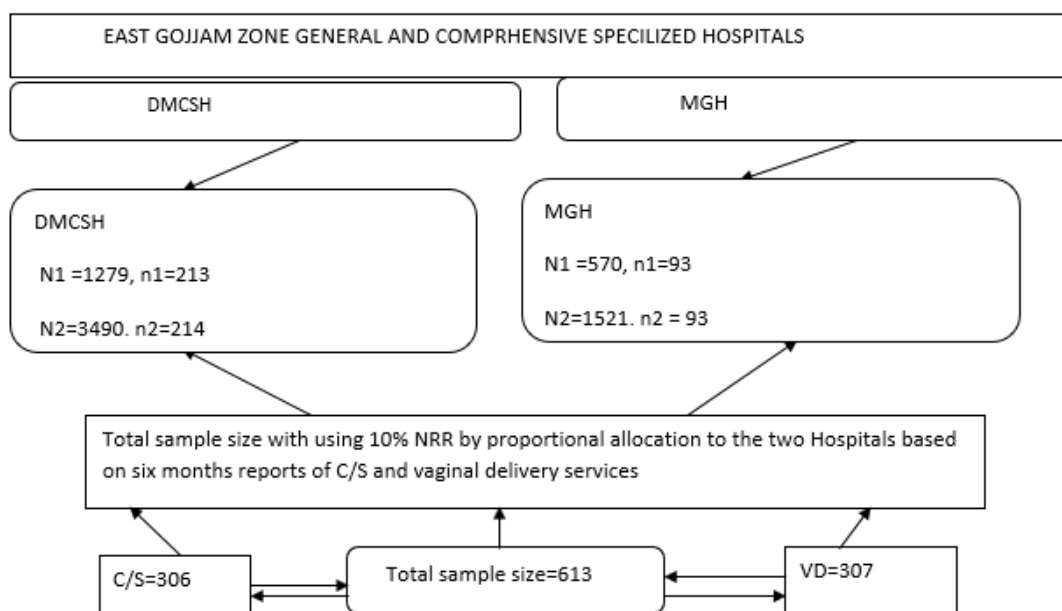 EAST GOJJAM ZONE GENERAL AND COMPRHENSIVE SPECILIZED HOSPITALS
DMCSH
MGH
DMCSH
N1 =1279, n1=213
N2=3490. n2=214
MGH
N1 =570, n1=93
N2=1521. n2 = 93
Total sample size with using 10% NRR by proportional allocation to the two Hospitals based
on six months reports of C/S and vaginal delivery services
C/S=306
Total sample size=613
VD=307